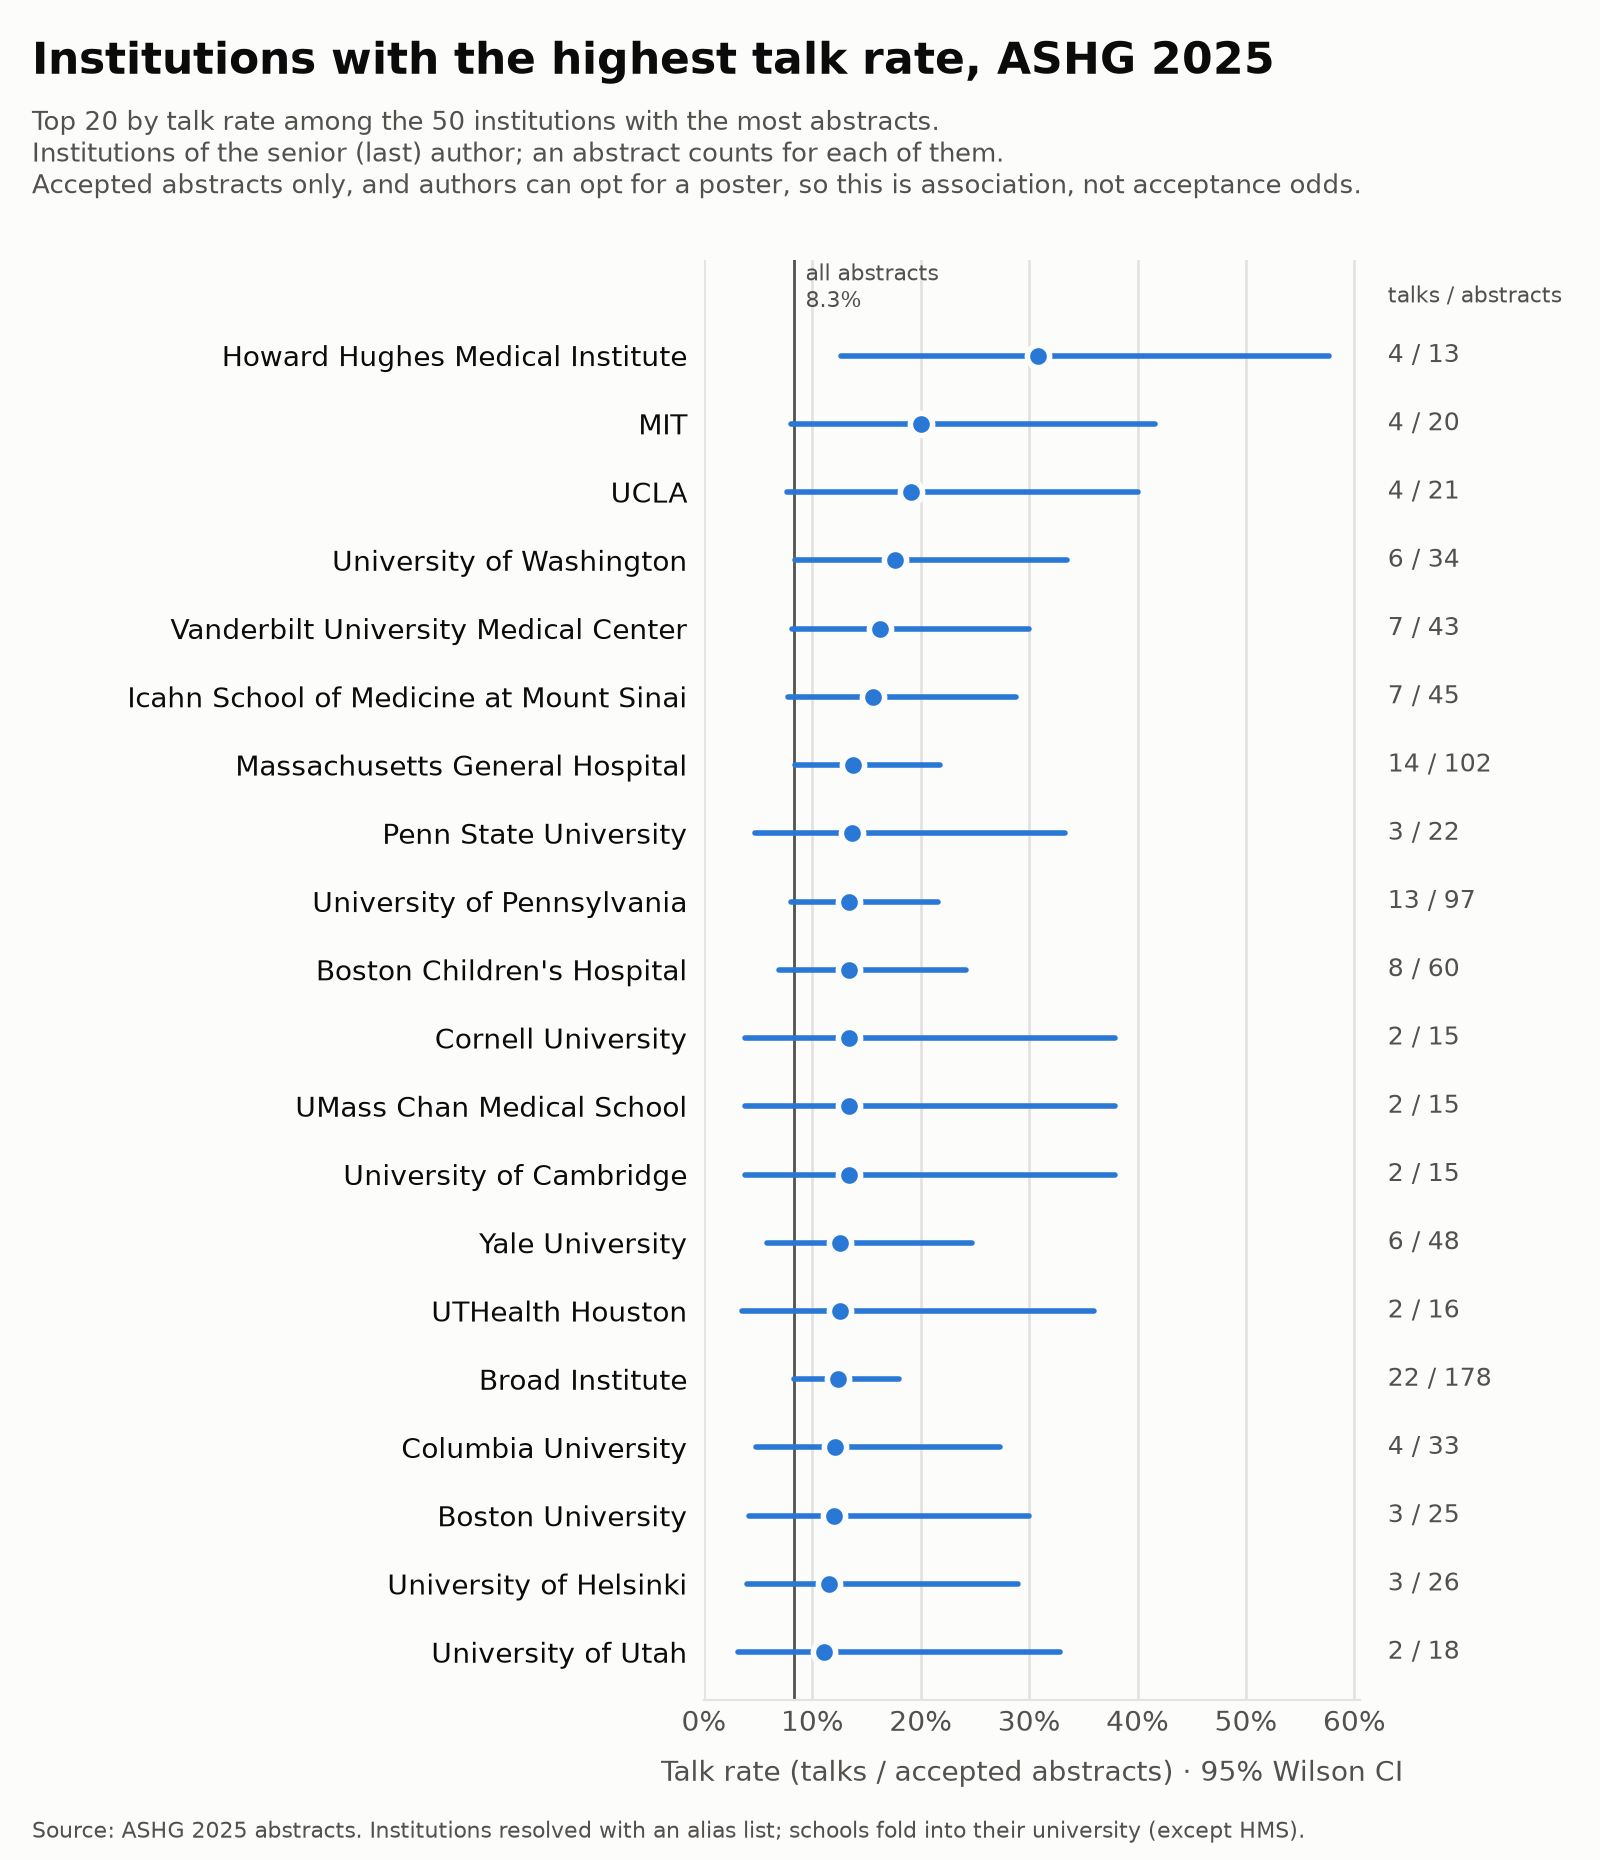 Institutions with the highest talk rate, ASHG 2025
Top 20 by talk rate among the 50 institutions with the most abstracts.
Institutions of the senior (last) author; an abstract counts for each of them.
Accepted abstracts only, and authors can opt for a poster, so this is association, not acceptance odds.
all abstracts
8.3%
talks / abstracts
Howard Hughes Medical Institute 4 / 13
MIT 4 / 20
UCLA 4 / 21
University of Washington 6 / 34
Vanderbilt University Medical Center 7 / 43
Icahn School of Medicine at Mount Sinai 7 / 45
Massachusetts General Hospital 14 / 102
Penn State University 3 / 22
University of Pennsylvania 13 / 97
Boston Children's Hospital 8 / 60
Cornell University 2 / 15
UMass Chan Medical School 2 / 15
University of Cambridge 2 / 15
Yale University 6 / 48
UTHealth Houston 2 / 16
Broad Institute 22 / 178
Columbia University 4 / 33
Boston University 3 / 25
University of Helsinki 3 / 26
University of Utah 2 / 18
0% 10% 20% 30% 40% 50% 60%
Talk rate (talks / accepted abstracts) · 95% Wilson CI
Source: ASHG 2025 abstracts. Institutions resolved with an alias list; schools fold into their university (except HMS).